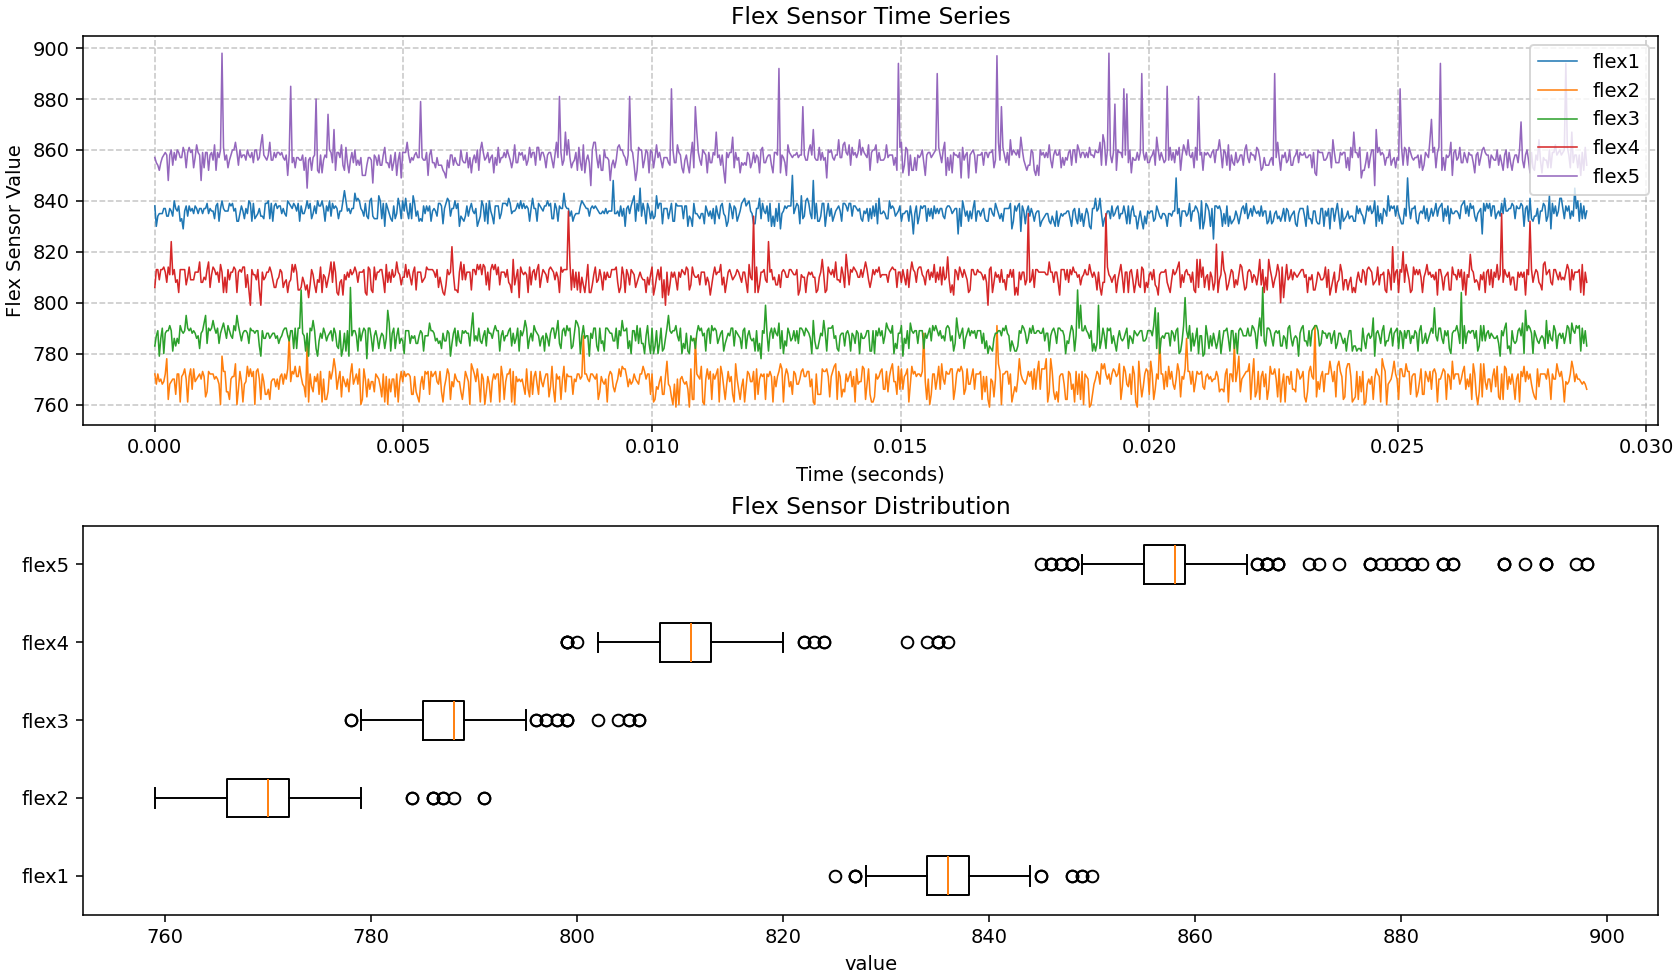 Flex Sensor Time Series
Flex Sensor Value
900
880
860
840
820
800
780
760
flex1
flex2
flex3
flex4
flex5
0.000 0.005 0.010 0.015 0.020 0.025 0.030
Time (seconds)
Flex Sensor Distribution
flex5
flex4
flex3
flex2
flex1
760 780 800 820 840 860 880 900
value